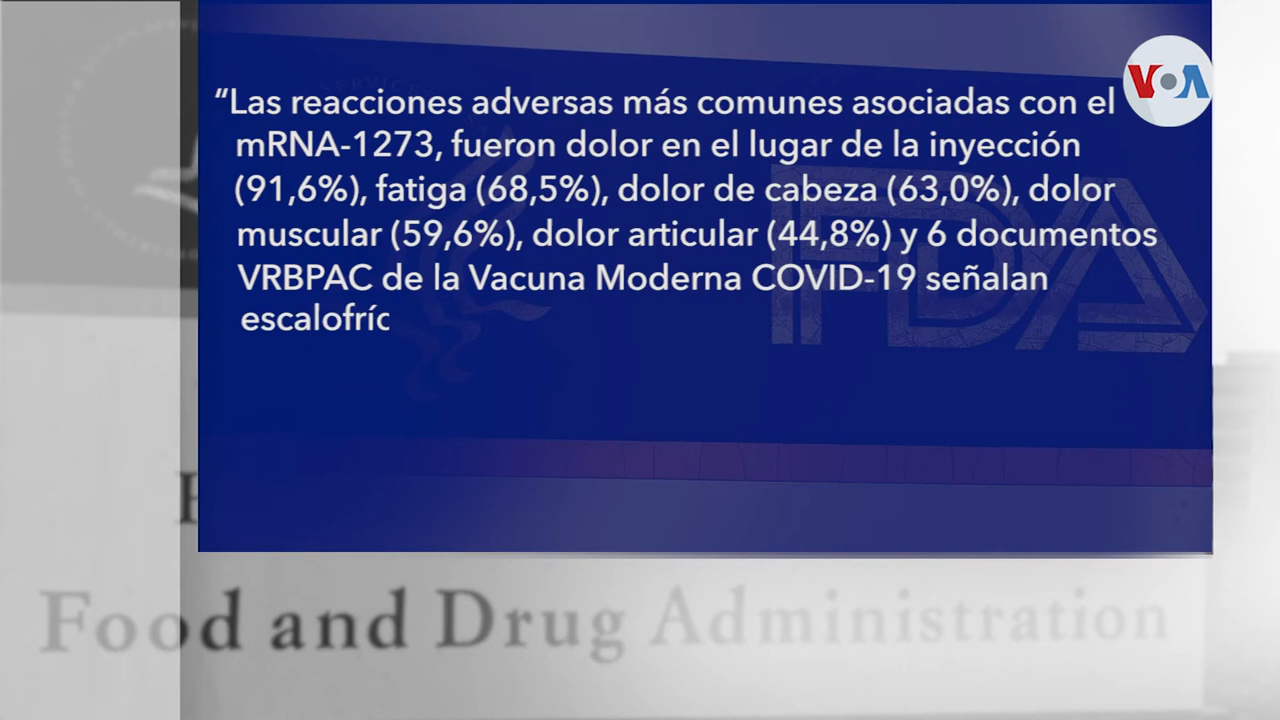 VOA
“Las reacciones adversas más comunes asociadas con el
mRNA-1273, fueron dolor en el lugar de la inyección
(91,6%), fatiga (68,5%), dolor de cabeza (63,0%), dolor
muscular (59,6%), dolor articular (44,8%) y 6 documentos
VRBPAC de la Vacuna Moderna COVID-19 señalan
escalofríc
FDA
Food and Drug Administration